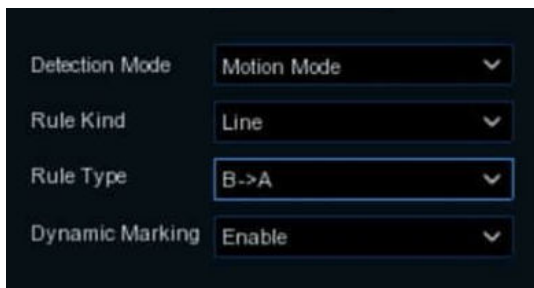 Detection Mode Motion Mode
Rule Kind Line
Rule Type B->A
Dynamic Marking Enable